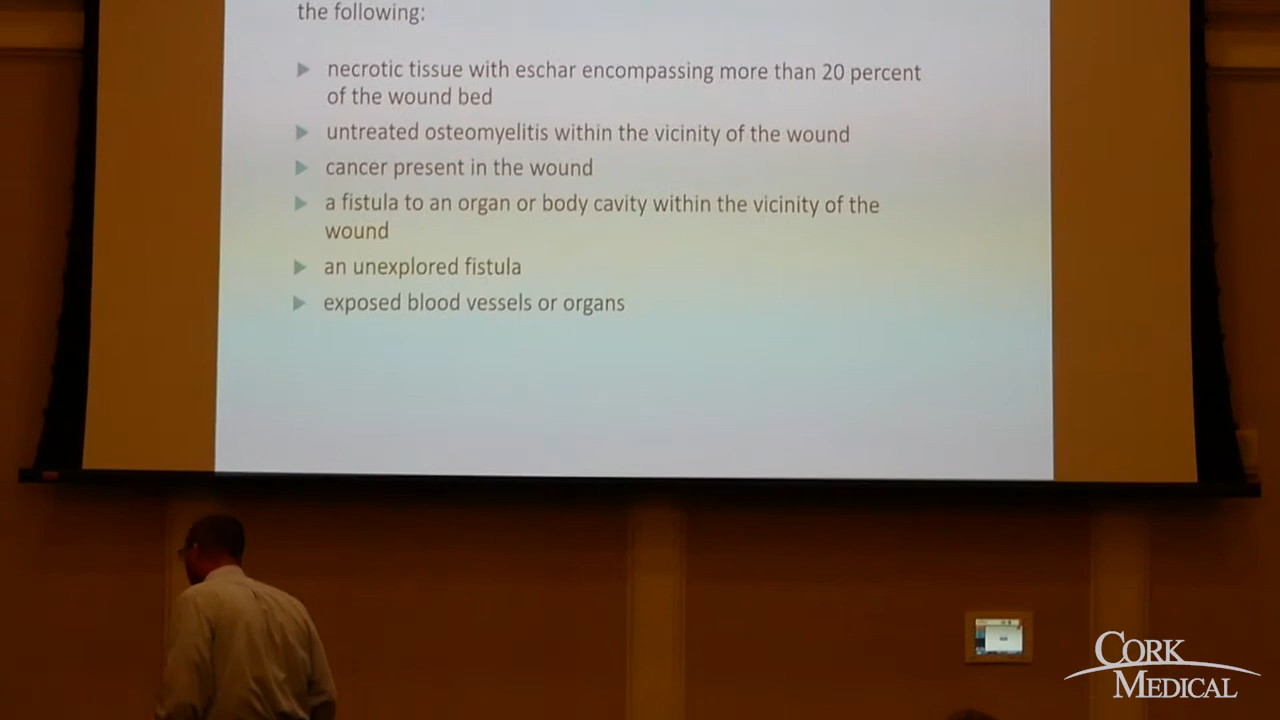 the following:
necrotic tissue with eschar encompassing more than 20 percent
of the wound bed
untreated osteomyelitis within the vicinity of the wound
cancer present in the wound
a fistula to an organ or body cavity within the vicinity of the
wound
an unexplored fistula
exposed blood vessels or organs
CORK
MEDICAL